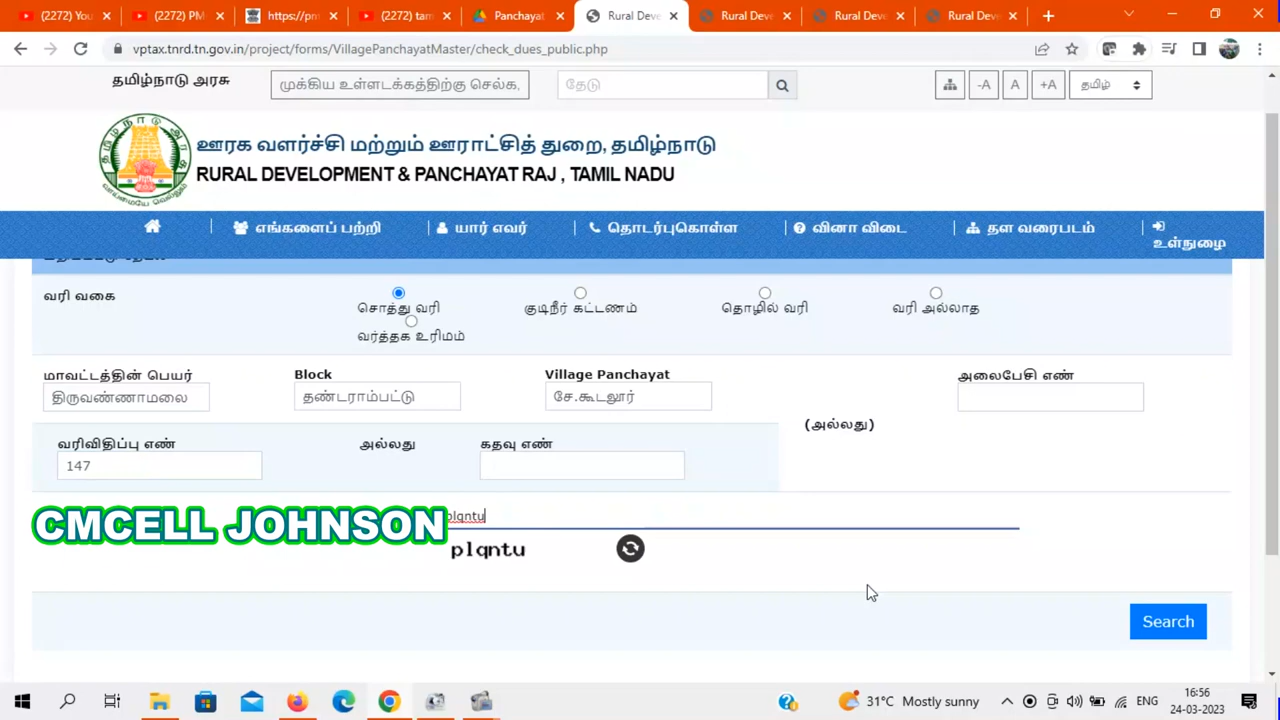 (2272) You
(2272) PM
https://pm
(2272) tam
Panchayat
Rural Deve
Rural Deve
Rural Deve
Rural Deve
vptax.tnrd.tn.gov.in/project/forms/VillagePanchayatMaster/check_dues_public.php
தமிழ்நாடு அரசு
முக்கிய உள்ளடக்கத்திற்கு செல்க,
தேடு
-A
A
+A
தமிழ்
ஊரக வளர்ச்சி மற்றும் ஊராட்சித் துறை, தமிழ்நாடு
RURAL DEVELOPMENT & PANCHAYAT RAJ , TAMIL NADU
எங்களைப் பற்றி
யார் எவர்
தொடர்புகொள்ள
வினா விடை
தள வரைபடம்
உள்நுழை
வரி வகை
சொத்து வரி
குடிநீர் கட்டணம்
தொழில் வரி
வரி அல்லாத
வர்த்தக உரிமம்
மாவட்டத்தின் பெயர்
Block
Village Panchayat
அலைபேசி எண்
திருவண்ணாமலை
தண்டராம்பட்டு
சே.கூடலூர்
(அல்லது)
வரிவிதிப்பு எண்
அல்லது
கதவு எண்
147
CMCELL JOHNSON
plqntu
plqntu
Search
31°C Mostly sunny
ENG
16:56
24-03-2023